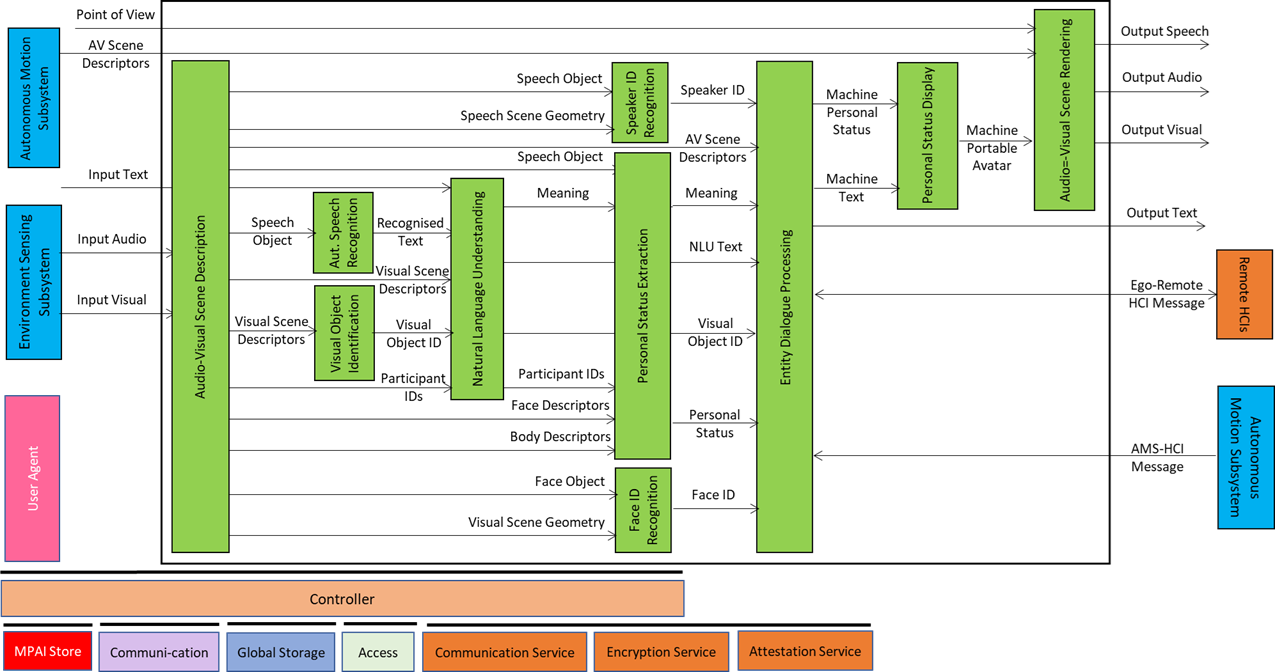 Point of View
AV Scene
Descriptors
Autonomous Motion
Subsystem
Input Text
Environment Sensing
Subsystem
Input Audio
Input Visual
User Agent
Audio-Visual Scene Description
Speech
Object
Aut. Speech
Recognition
Recognised
Text
Visual Scene
Descriptors
Visual Scene
Descriptors
Visual Object
Identification
Visual
Object ID
Participant
IDs
Natural Language Understanding
Speech Object
Speech Scene Geometry
Speaker ID
Recognition
Speaker ID
AV Scene
Descriptors
Speech Object
Meaning
Personal Status Extraction
Meaning
NLU Text
Visual
Object ID
Participant IDs
Face Descriptors
Body Descriptors
Personal
Status
Face Object
Visual Scene Geometry
Face ID
Recognition
Face ID
Entity Dialogue Processing
Machine
Personal
Status
Machine
Text
Personal Status Display
Machine
Portable
Avatar
Audio=-Visual Scene Rendering
Output Speech
Output Audio
Output Visual
Output Text
Ego-Remote
HCI Message
Remote HCIs
AMS-HCI
Message
Autonomous
Motion Subsystem
Controller
MPAI Store
Communi-cation
Global Storage
Access
Communication Service
Encryption Service
Attestation Service